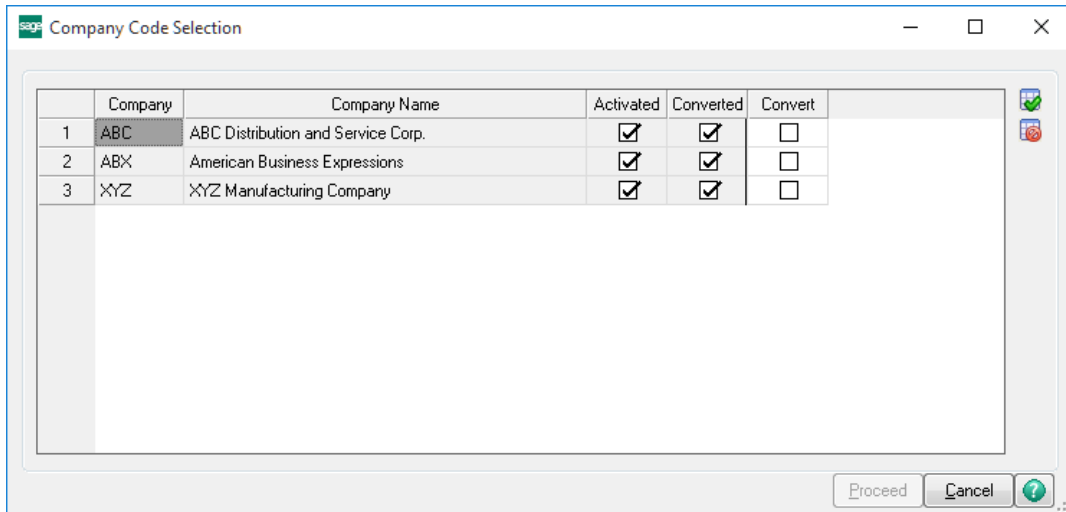 sage Company Code Selection
Company Company Name Activated Converted Convert
1 ABC ABC Distribution and Service Corp.
2 ABX American Business Expressions
3 XYZ XYZ Manufacturing Company
Proceed Cancel ?